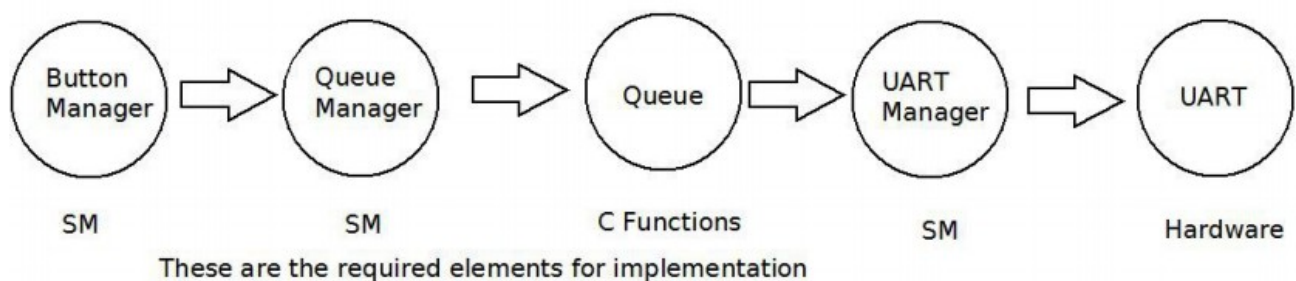 Button
Manager
Queue
Manager
Queue
UART
Manager
UART
SM
SM
C Functions
SM
Hardware
These are the required elements for implementation